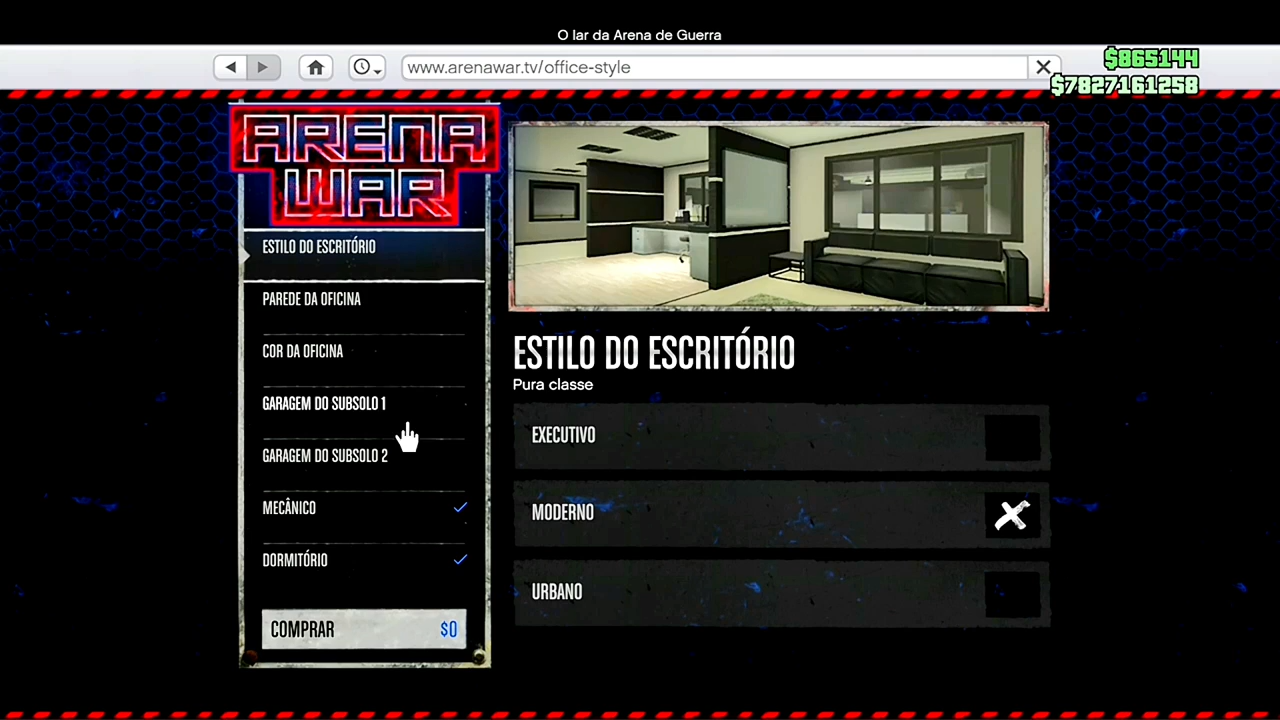 O lar da Arena de Guerra
www.arenawar.tv/office-style
$865144
$7827161258
ARENA
WAR
ESTILO DO ESCRITÓRIO
PAREDE DA OFICINA
COR DA OFICINA
GARAGEM DO SUBSOLO 1
GARAGEM DO SUBSOLO 2
MECÂNICO
DORMITÓRIO
COMPRAR $0
ESTILO DO ESCRITÓRIO
Pura classe
EXECUTIVO
MODERNO
URBANO